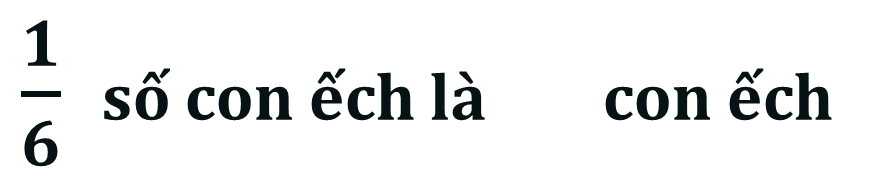 1/6 số con ếch là con ếch